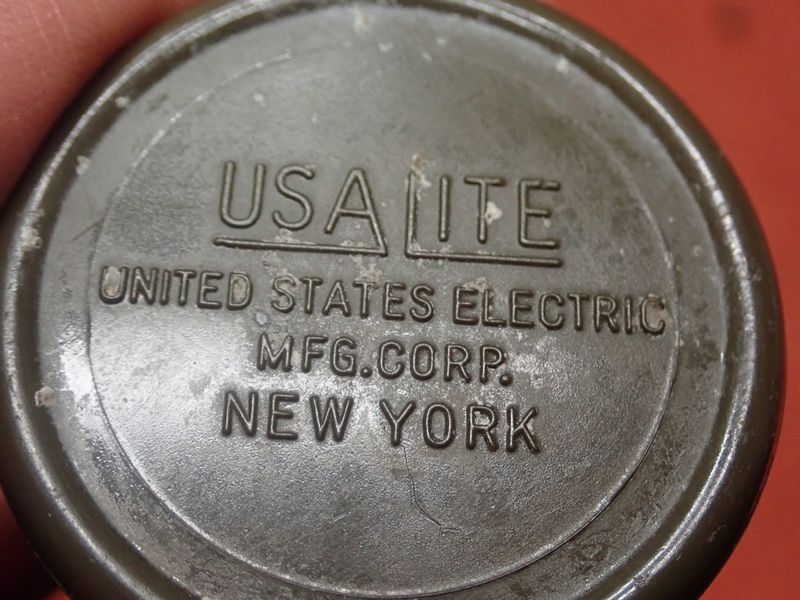 USALITE
UNITED STATES ELECTRIC
MFG.CORP.
NEW YORK